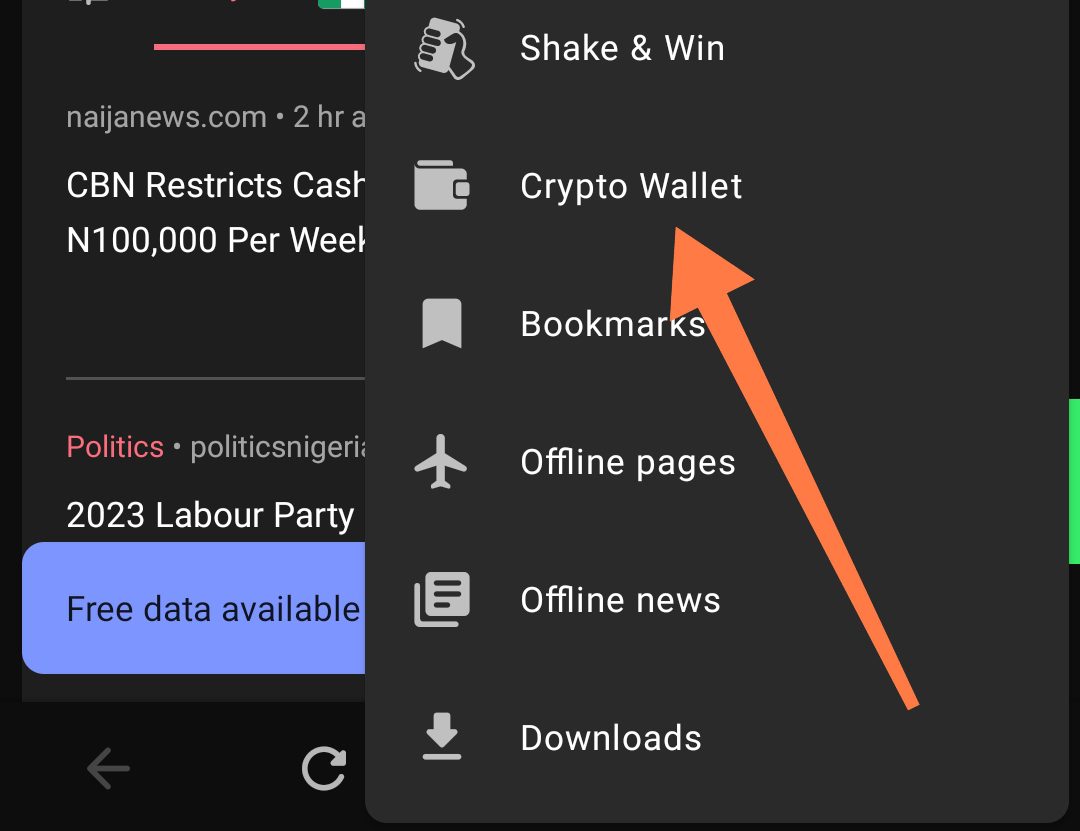 naijanews.com • 2 hr a
CBN Restricts Cash
N100,000 Per Week
Politics • politicsnigeria
2023 Labour Party
Free data available
Shake & Win
Crypto Wallet
Bookmarks
Offline pages
Offline news
Downloads